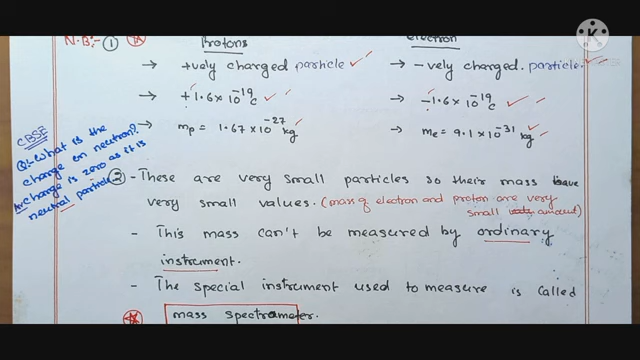 N.B:- ①
Protons
electron
→ +vely charged particle ✓✓
→ -vely charged. particle. ✓
→ +1.6×10⁻¹⁹c ✓✓
→ -1.6×10⁻¹⁹c ✓✓
→ mp = 1.67×10⁻²⁷ kg ✓
→ me = 9.1×10⁻³¹ kg ✓
CBSE
Q:- What is the
charge on neutron?
charge is zero as it is
neutral particle
② - These are very small particles so their mass have
very small values. (mass of electron and proton are very
small amount)
- This mass can't be measured by ordinary
instrument.
- The special instrument used to measure is called
mass spectrometer.
K
KINEMASTER